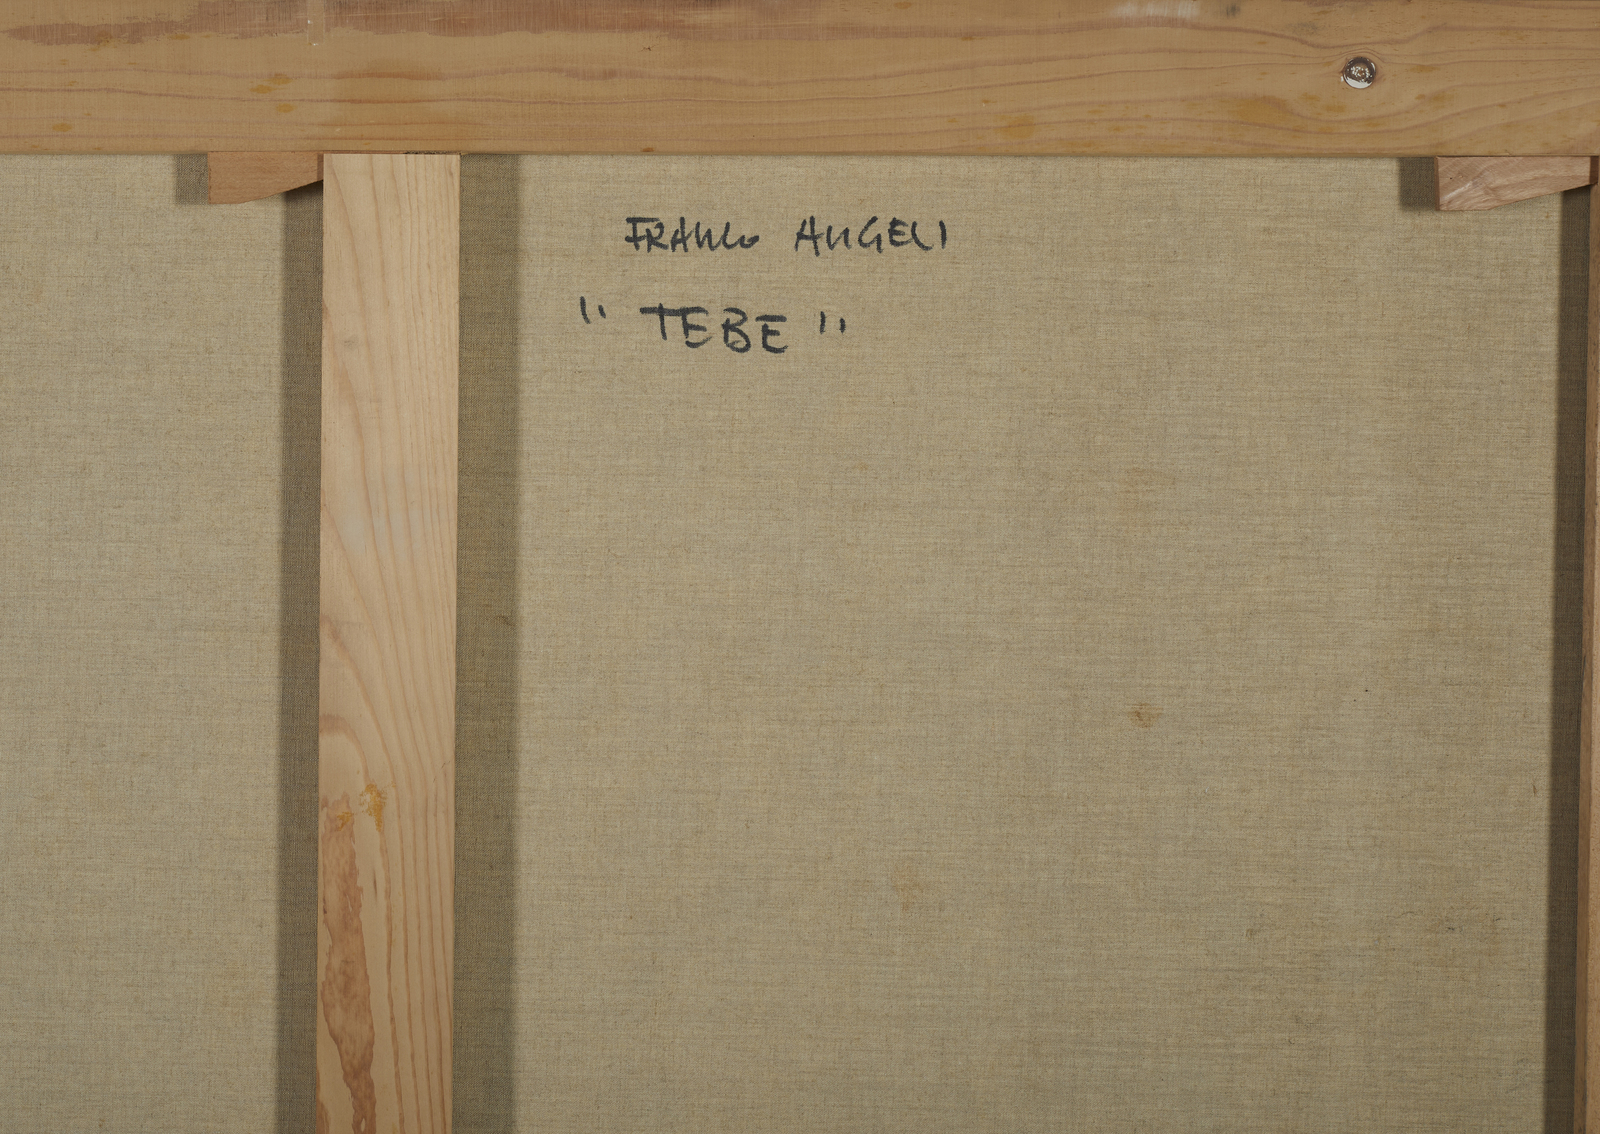 FRANCO ANGELI
" TEBE "